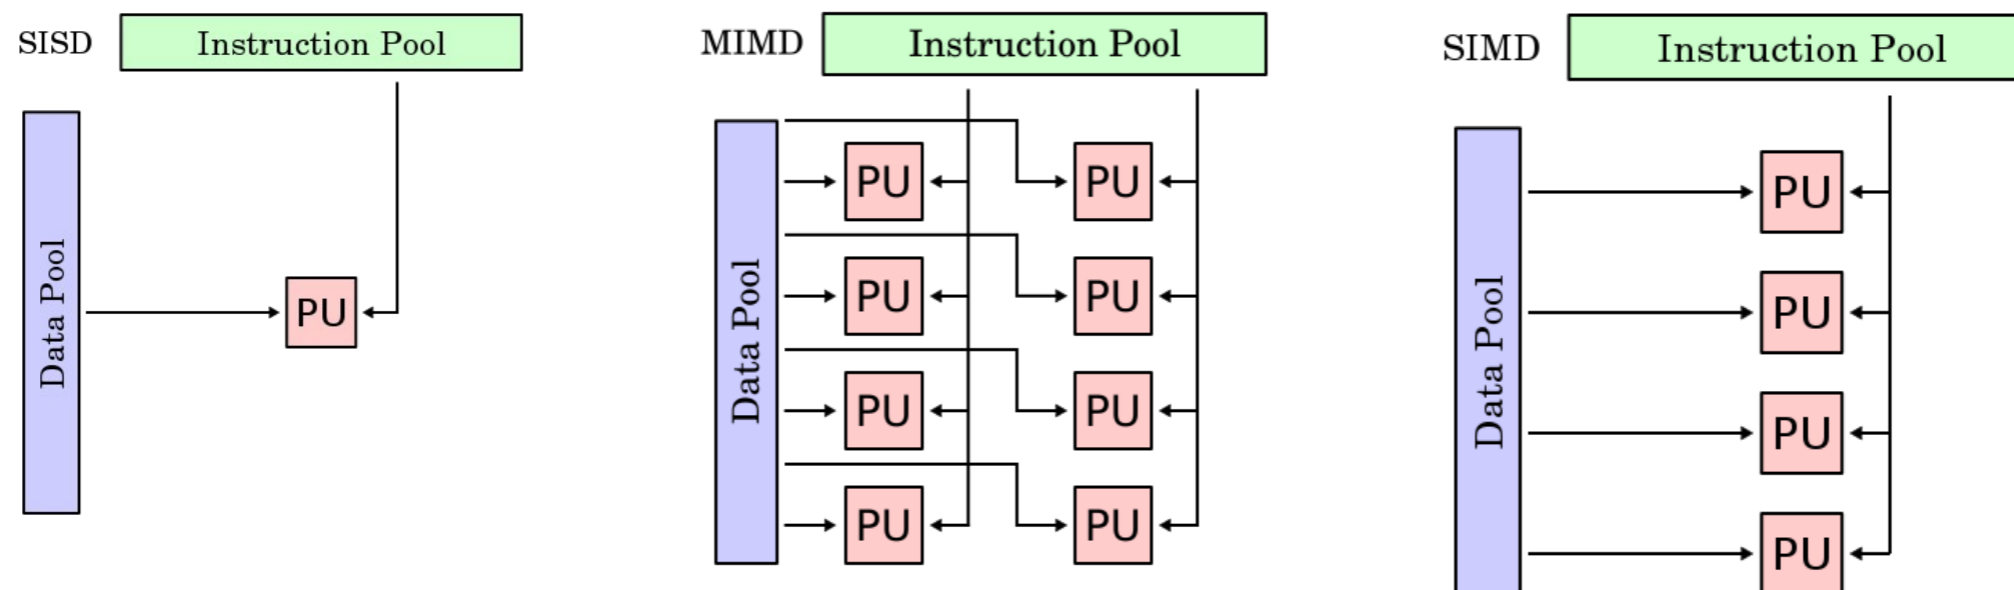 SISD
Instruction Pool
Data Pool
PU
MIMD
Instruction Pool
Data Pool
PU PU
PU PU
PU PU
PU PU
SIMD
Instruction Pool
Data Pool
PU
PU
PU
PU